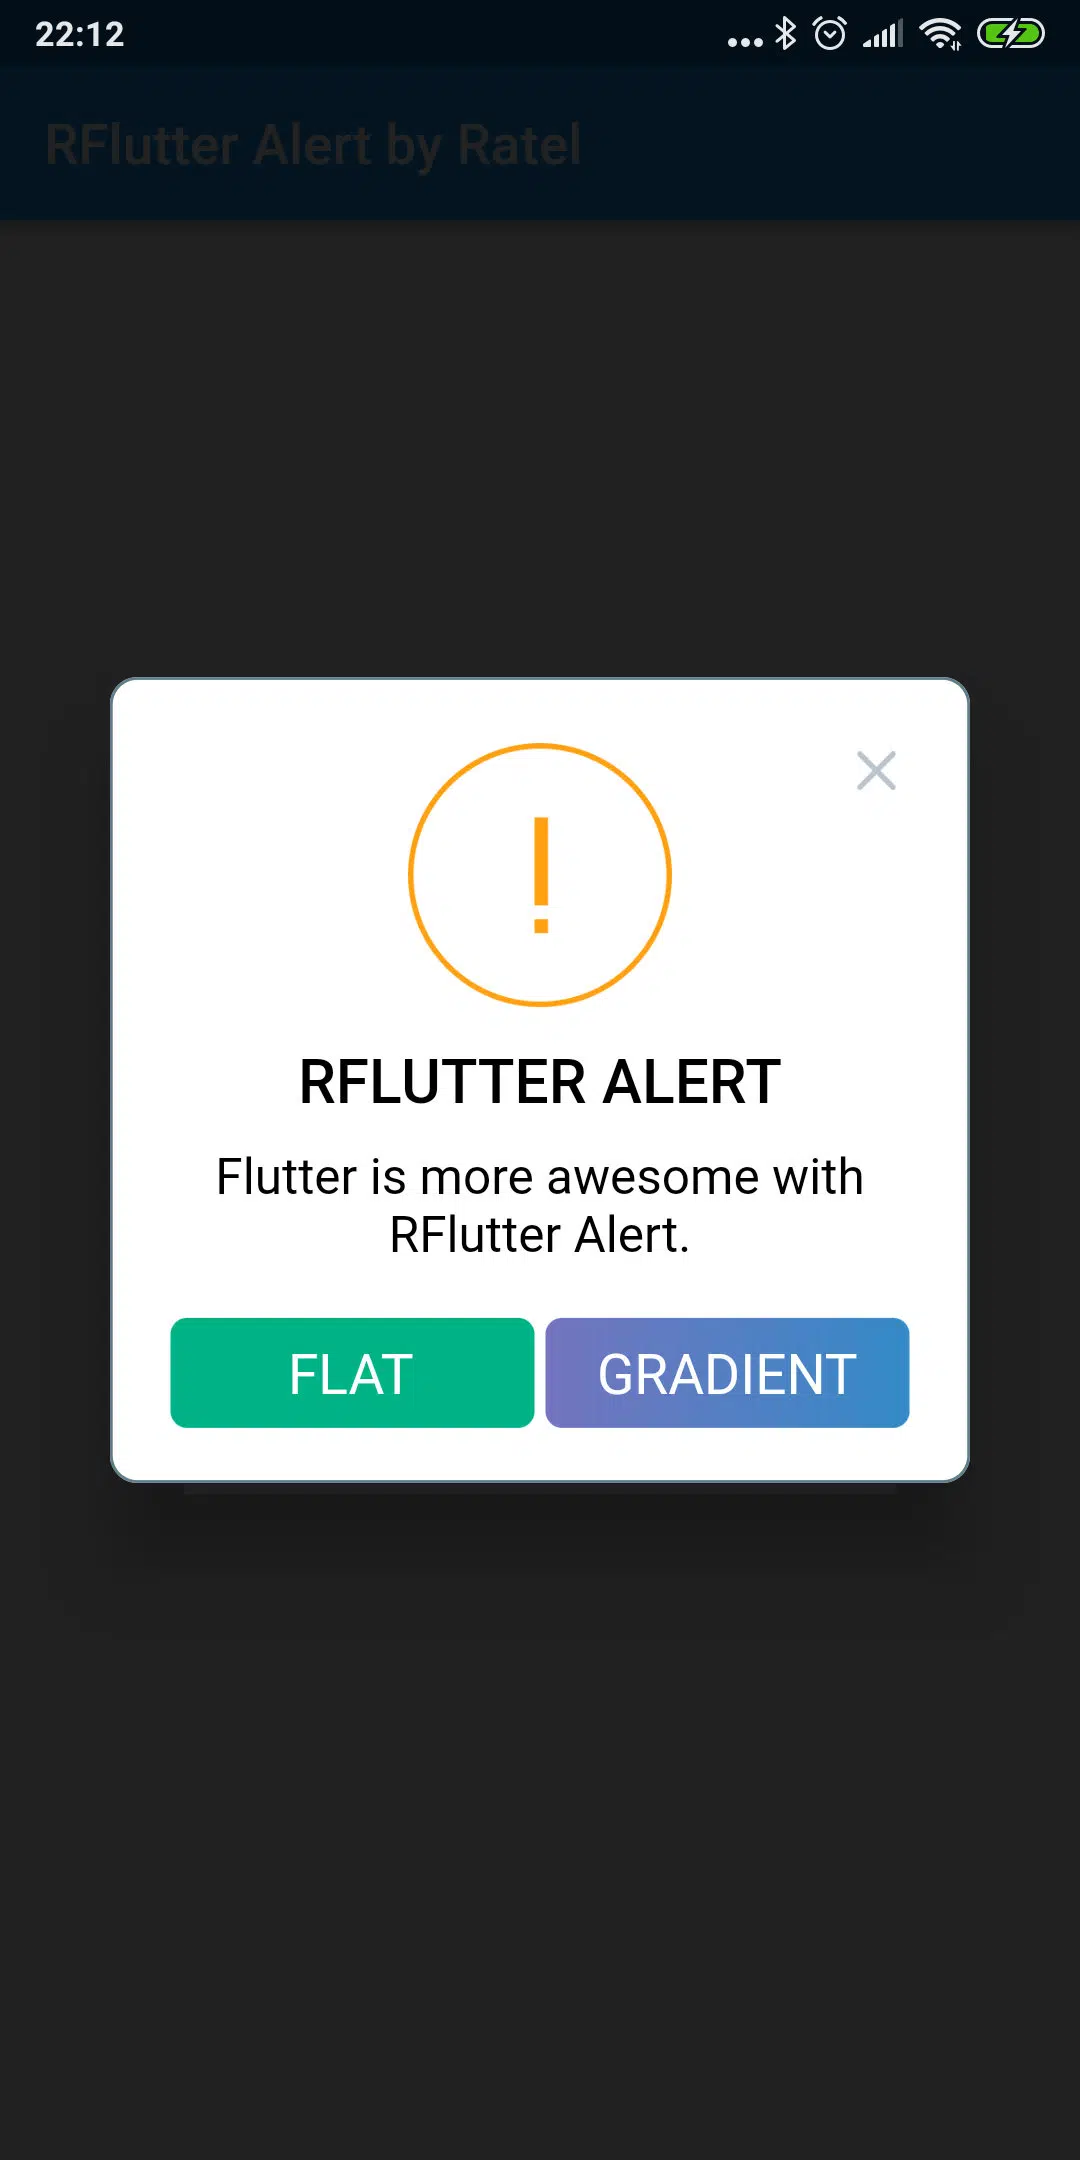 22:12
RFlutter Alert by Ratel
!
RFLUTTER ALERT
Flutter is more awesome with
RFlutter Alert.
FLAT GRADIENT